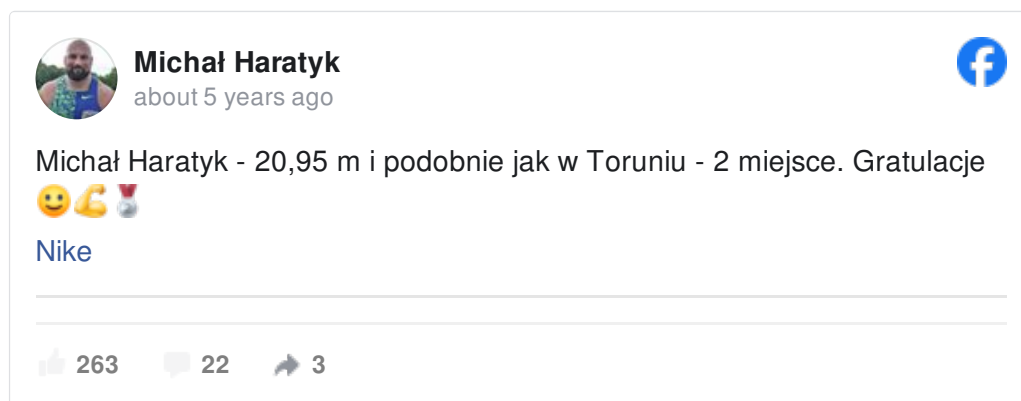 Michał Haratyk
about 5 years ago
Michał Haratyk - 20,95 m i podobnie jak w Toruniu - 2 miejsce. Gratulacje
🙂💪🥈
Nike
263 22 3